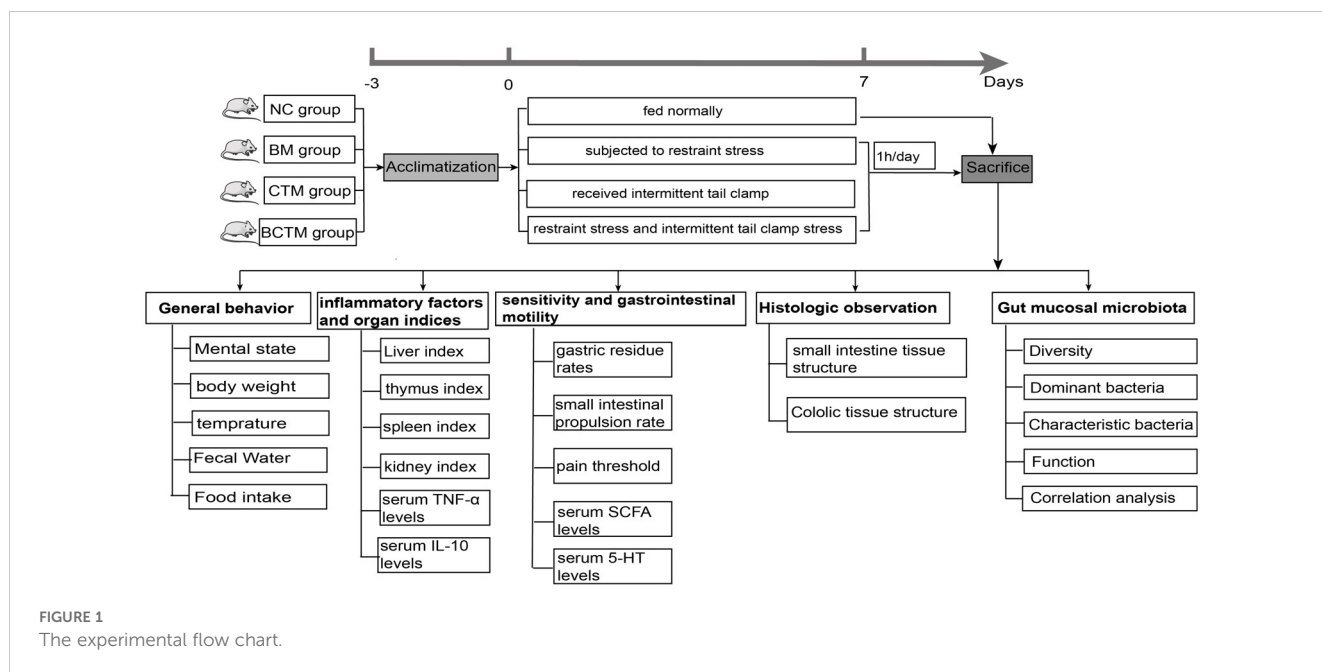 -3
0
7
Days
NC group
BM group
CTM group
BCTM group
Acclimatization
fed normally
subjected to restraint stress
received intermittent tail clamp
restraint stress and intermittent tail clamp stress
1h/day
Sacrifice
General behavior
Mental state
body weight
temprature
Fecal Water
Food intake
inflammatory factors
and organ indices
Liver index
thymus index
spleen index
kidney index
serum TNF-α
levels
serum IL-10
levels
sensitivity and gastrointestinal
motility
gastric residue
rates
small intestinal
propulsion rate
pain threshold
serum SCFA
levels
serum 5-HT
levels
Histologic observation
small intestine tissue
structure
Cololic tissue structure
Gut mucosal microbiota
Diversity
Dominant bacteria
Characteristic bacteria
Function
Correlation analysis
FIGURE 1
The experimental flow chart.